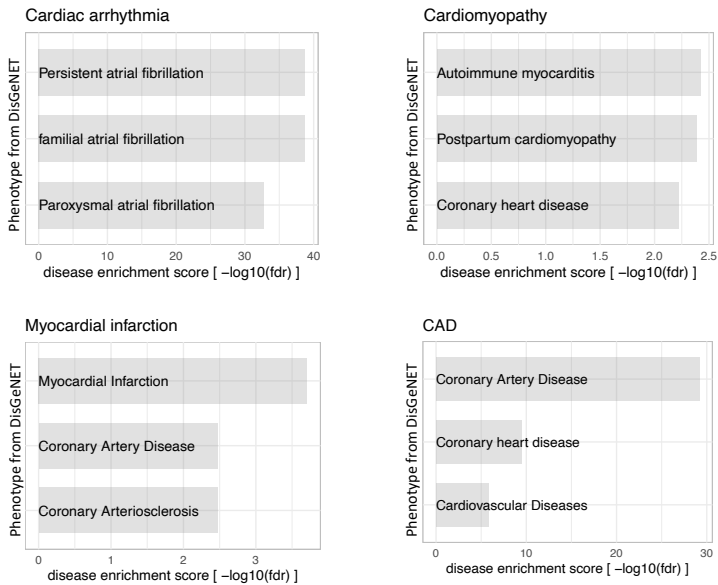 Cardiac arrhythmia
Phenotype from DisGeNET
Persistent atrial fibrillation
familial atrial fibrillation
Paroxysmal atrial fibrillation
0 10 20 30 40
disease enrichment score [ −log10(fdr) ]
Cardiomyopathy
Phenotype from DisGeNET
Autoimmune myocarditis
Postpartum cardiomyopathy
Coronary heart disease
0.0 0.5 1.0 1.5 2.0 2.5
disease enrichment score [ −log10(fdr) ]
Myocardial infarction
Phenotype from DisGeNET
Myocardial Infarction
Coronary Artery Disease
Coronary Arteriosclerosis
0 1 2 3
disease enrichment score [ −log10(fdr) ]
CAD
Phenotype from DisGeNET
Coronary Artery Disease
Coronary heart disease
Cardiovascular Diseases
0 10 20 30
disease enrichment score [ −log10(fdr) ]